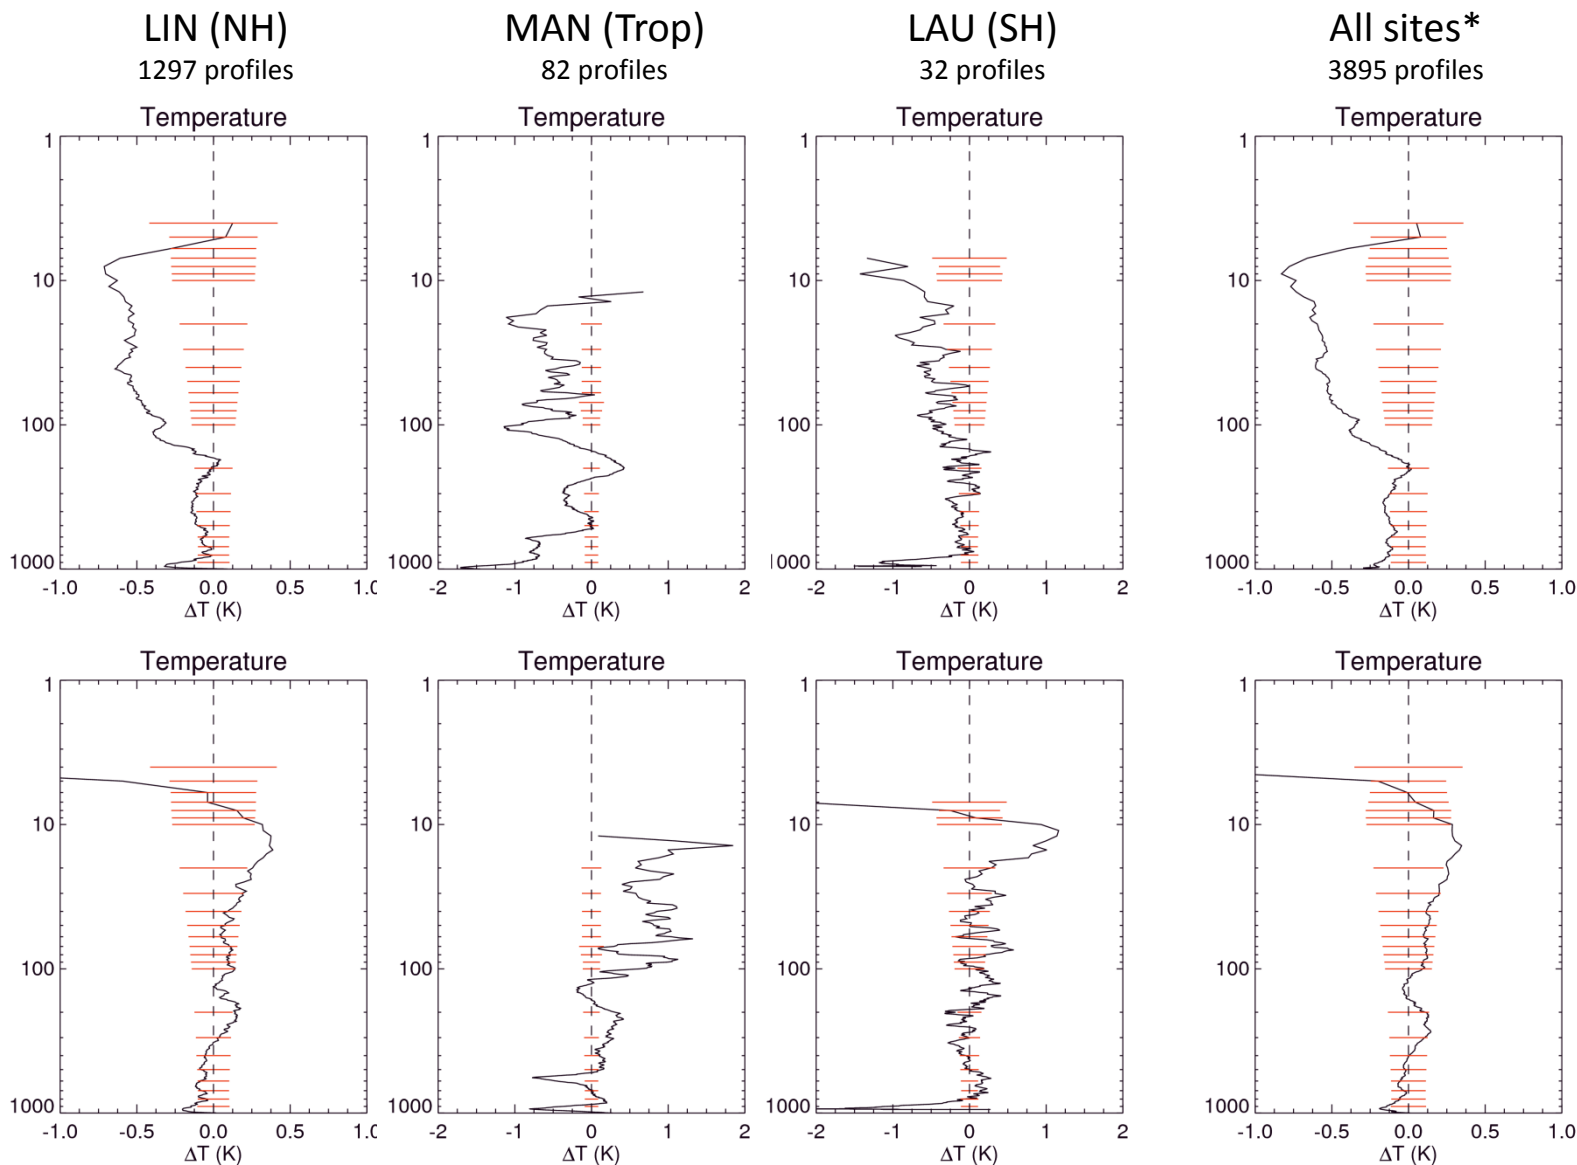 LIN (NH) MAN (Trop) LAU (SH) All sites*
1297 profiles 82 profiles 32 profiles 3895 profiles
Temperature Temperature Temperature Temperature
1 1 1 1
10 10 10 10
100 100 100 100
1000 1000 1000 1000
-1.0 -0.5 0.0 0.5 1.0 -2 -1 0 1 2 -2 -1 0 1 2 -1.0 -0.5 0.0 0.5 1.0
ΔT (K) ΔT (K) ΔT (K) ΔT (K)
Temperature Temperature Temperature Temperature
1 1 1 1
10 10 10 10
100 100 100 100
1000 1000 1000 1000
-1.0 -0.5 0.0 0.5 1.0 -2 -1 0 1 2 -2 -1 0 1 2 -1.0 -0.5 0.0 0.5 1.0
ΔT (K) ΔT (K) ΔT (K) ΔT (K)